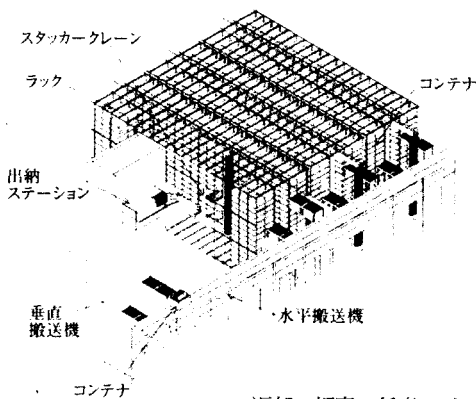 スタッカークレーン
ラック
コンテナ
出納
ステーション
垂直
搬送機
水平搬送機
コンテナ